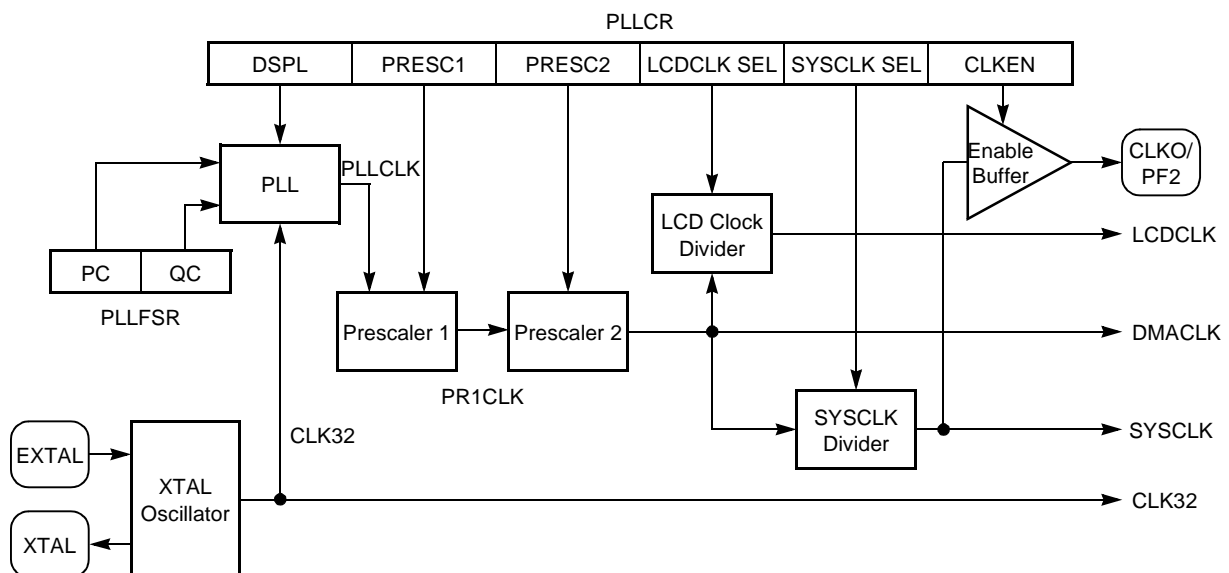 PLLCR
DSPL PRESC1 PRESC2 LCDCLK SEL SYSCLK SEL CLKEN
PLLCLK
PLL
Enable
Buffer
CLKO/
PF2
LCD Clock
Divider
LCDCLK
PC QC
PLLFSR
Prescaler 1
Prescaler 2
DMACLK
PR1CLK
SYSCLK
Divider
SYSCLK
CLK32
EXTAL
XTAL
Oscillator
CLK32
XTAL